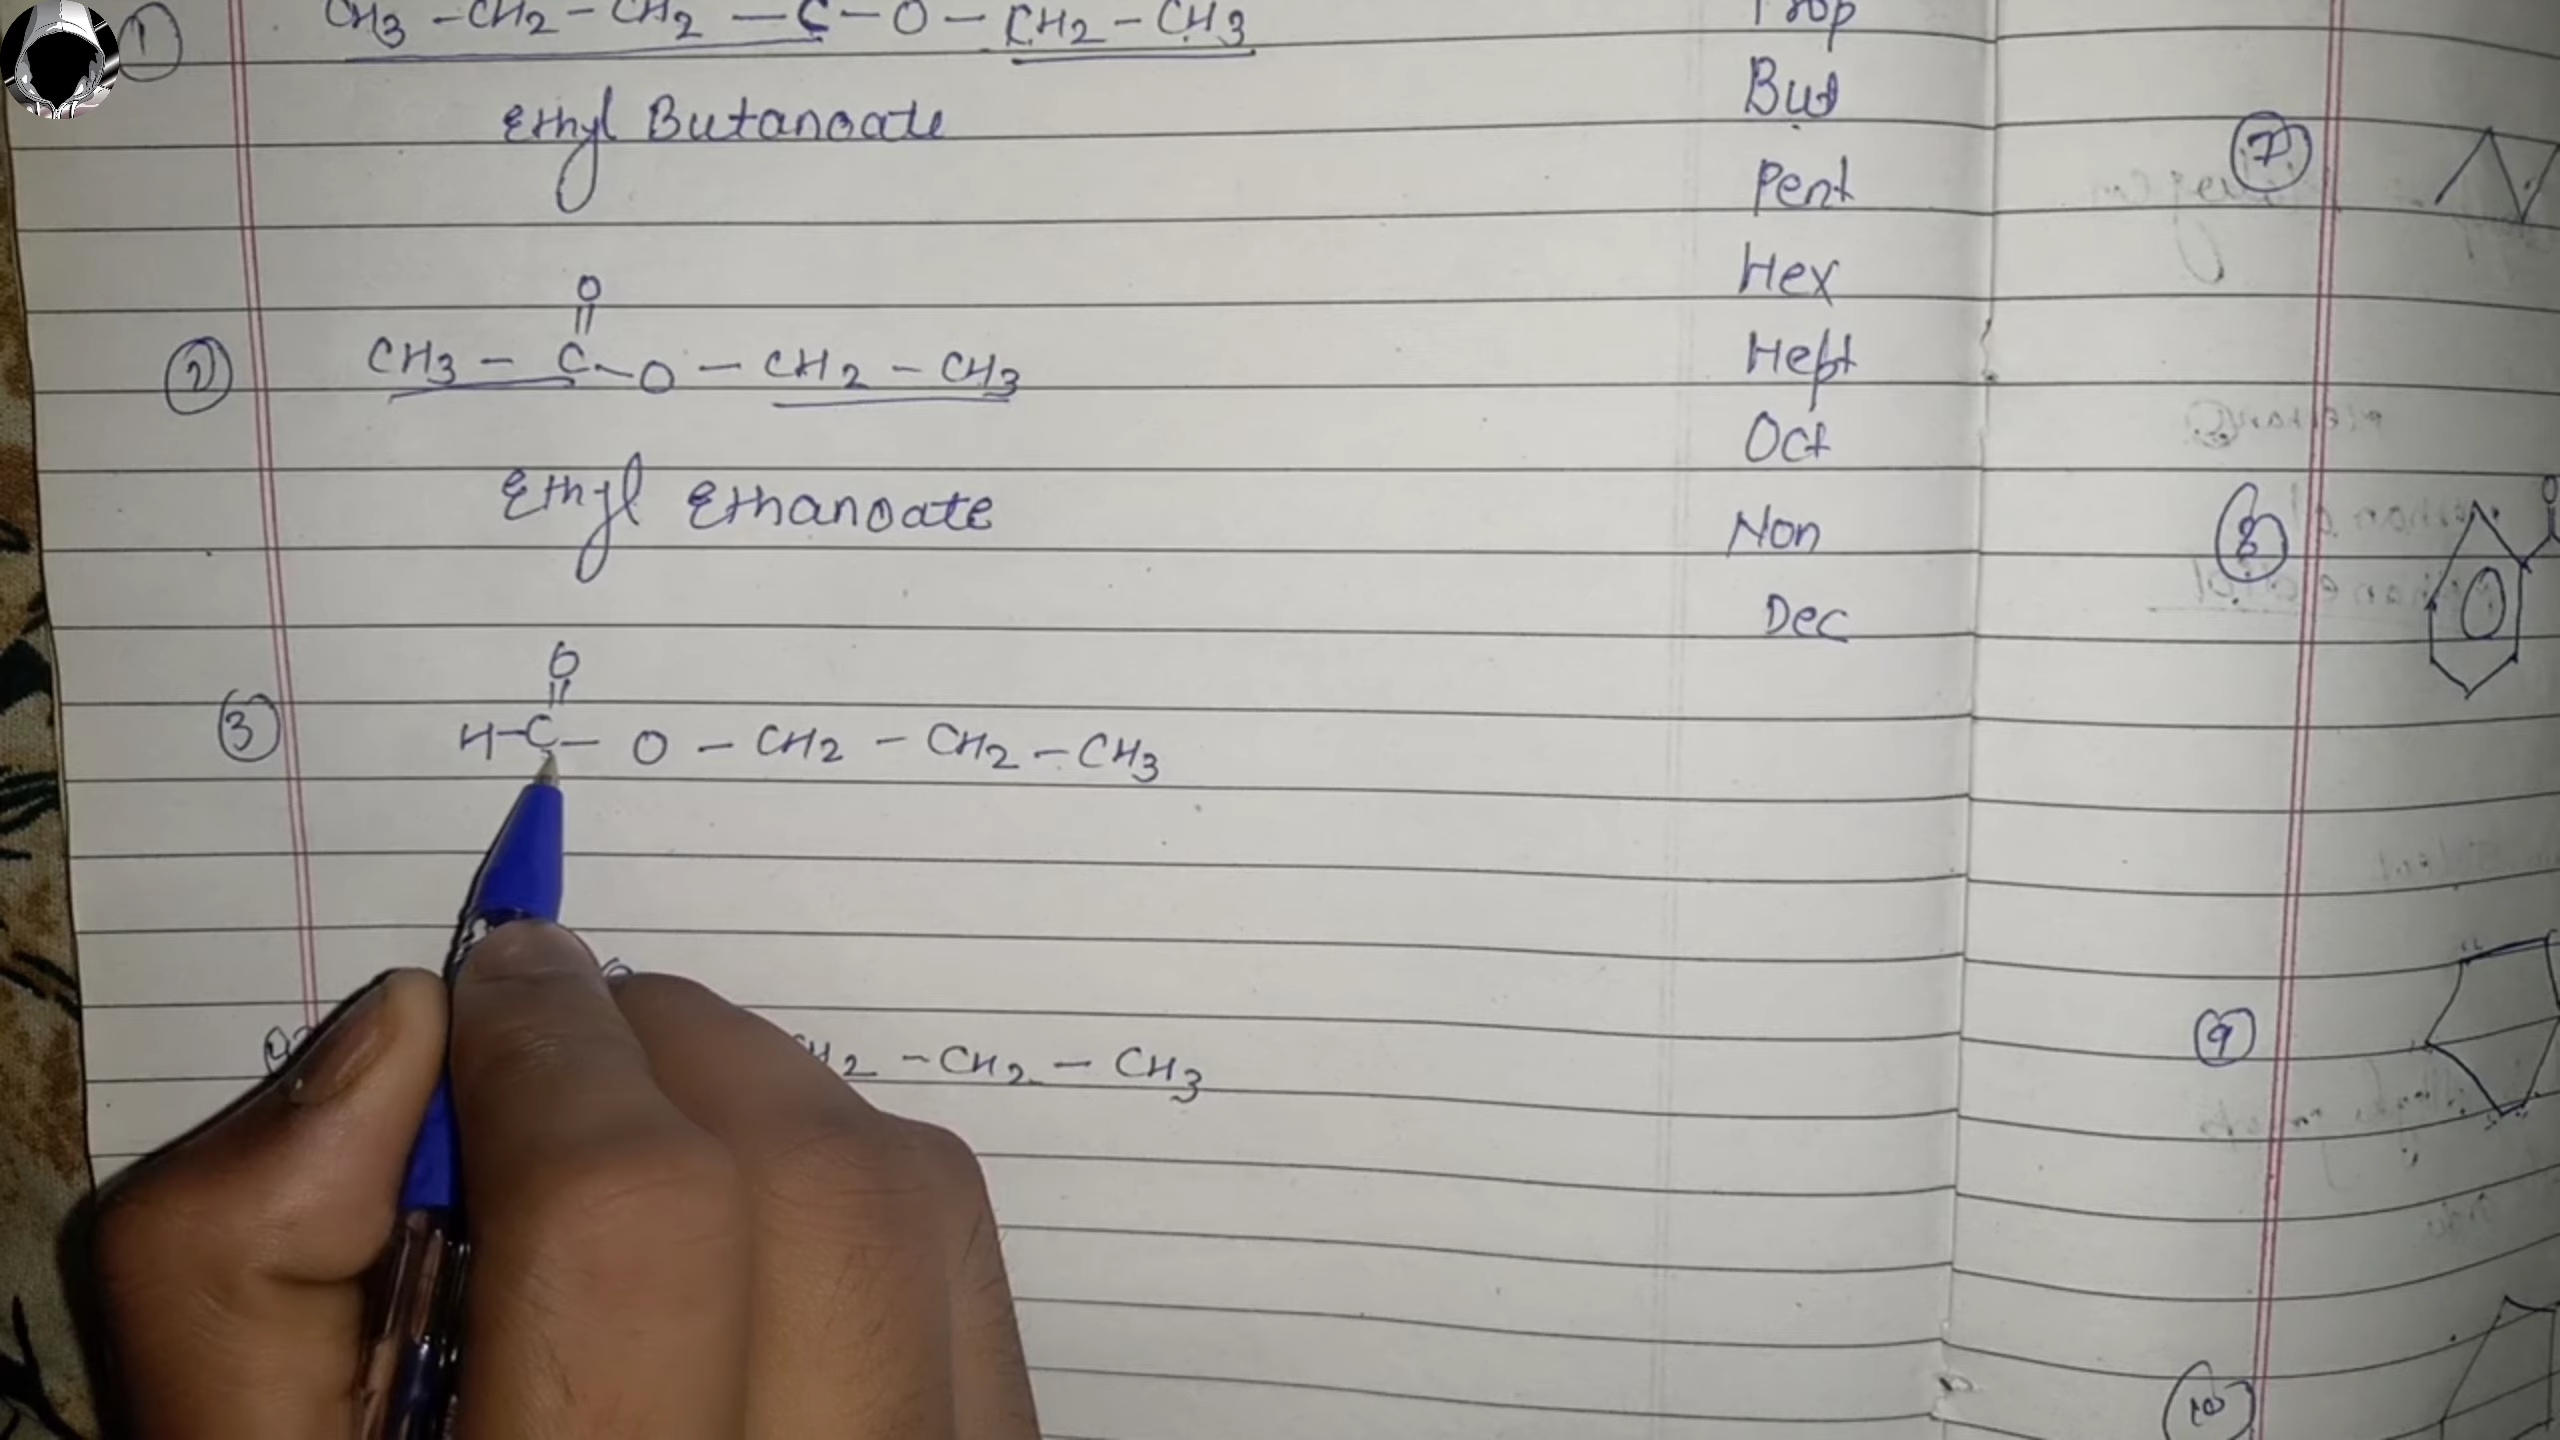 1 CH3 - CH2 - CH2 - C - O - CH2 - CH3
Ethyl Butanoate
O
2 CH3 - C - O - CH2 - CH3
Ethyl Ethanoate
O
3 H - C - O - CH2 - CH2 - CH3
H2 - CH2 - CH3
Prop
But
Pent
Hex
Hept
Oct
Non
Dec
7
8
O
9
10